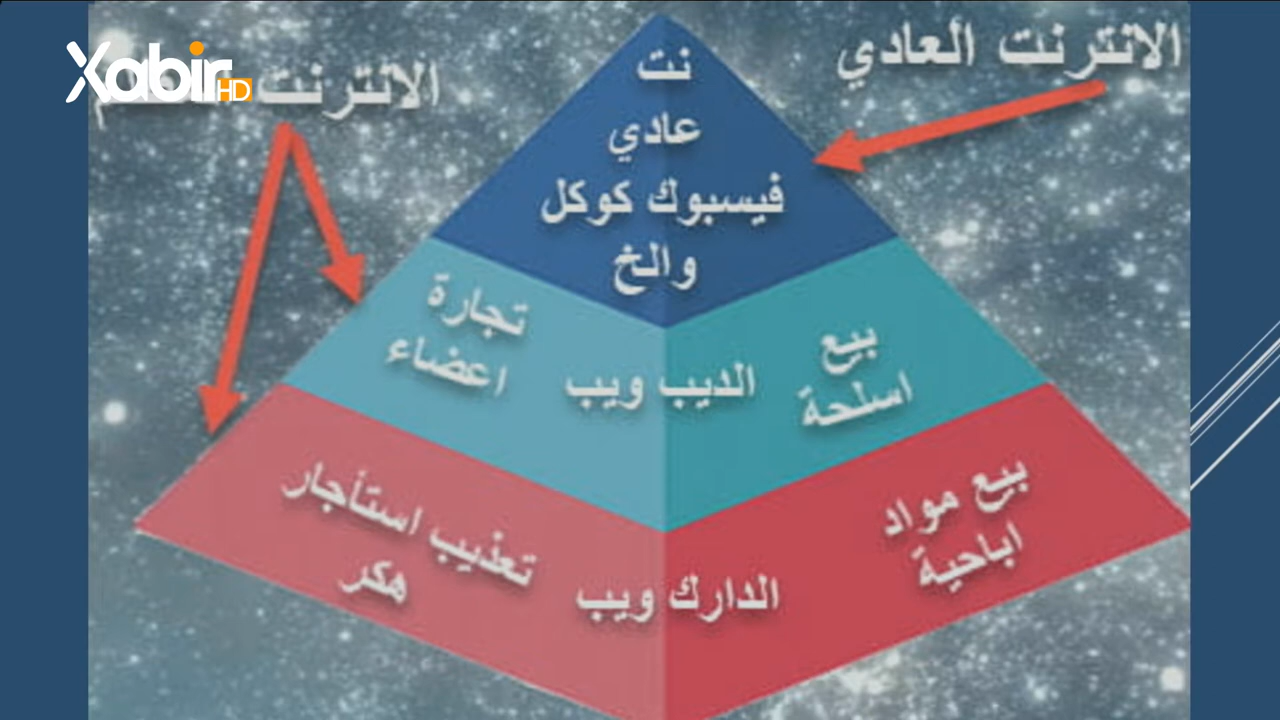 Xabir HD
الانترنت العادي
الانترنت
نت
عادي
فيسبوك كوكل
والخ
تجارة
اعضاء
الديب ويب
بيع
اسلحة
تعذيب استأجار
هكر
الدارك ويب
بيع مواد
اباحية